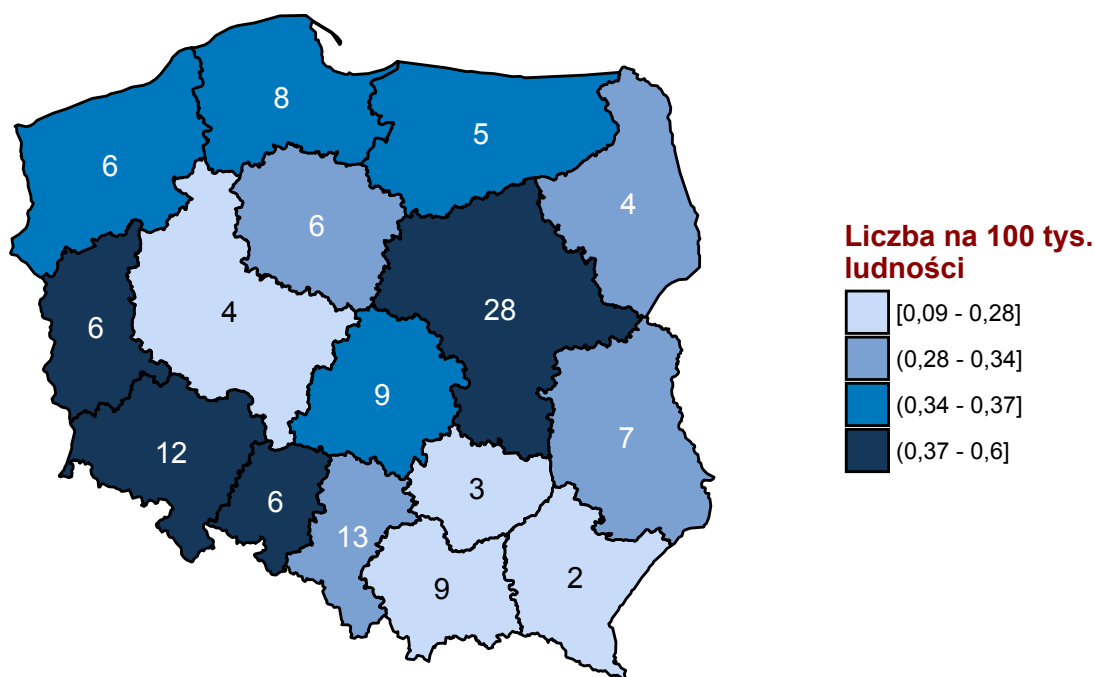 8
6
5
4
6
6
4
28
9
12
7
6
3
13
9
2
Liczba na 100 tys.
ludności
[0,09 - 0,28]
(0,28 - 0,34]
(0,34 - 0,37]
(0,37 - 0,6]